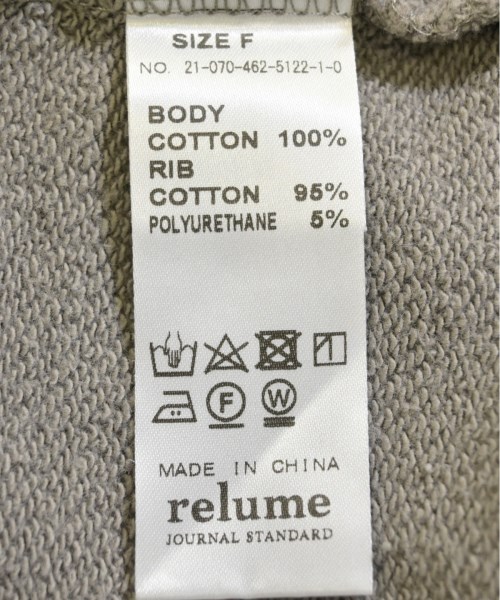 SIZE F
NO. 21-070-462-5122-1-0
BODY
COTTON 100%
RIB
COTTON 95%
POLYURETHANE 5%
F W
MADE IN CHINA
relume
JOURNAL STANDARD